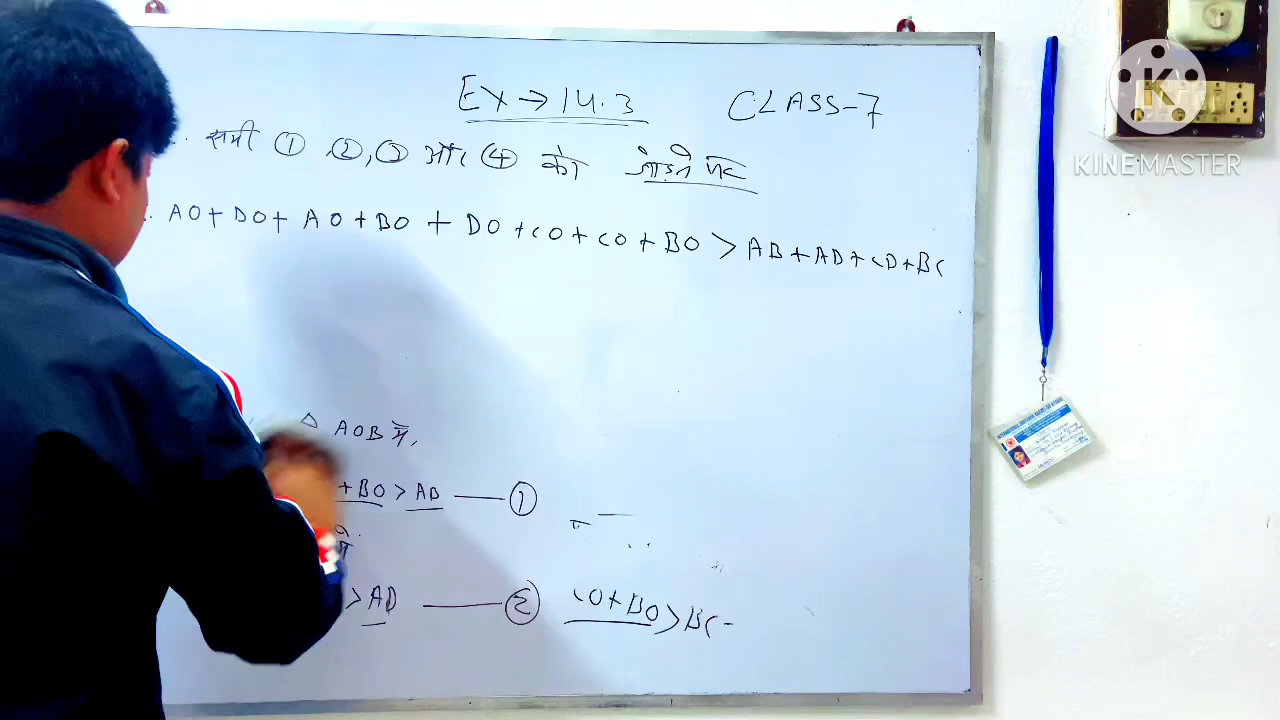 Ex → 14.3 CLASS-7
सभी ① ②, ③ और ④ को जोड़ने पर
AO + DO + AO + BO + DO + CO + CO + BO > AB + AD + CD + BC
△ AOB में,
+ BO > AB —— ①
> AD —— ②
CO + BO > BC -
KINEMASTER